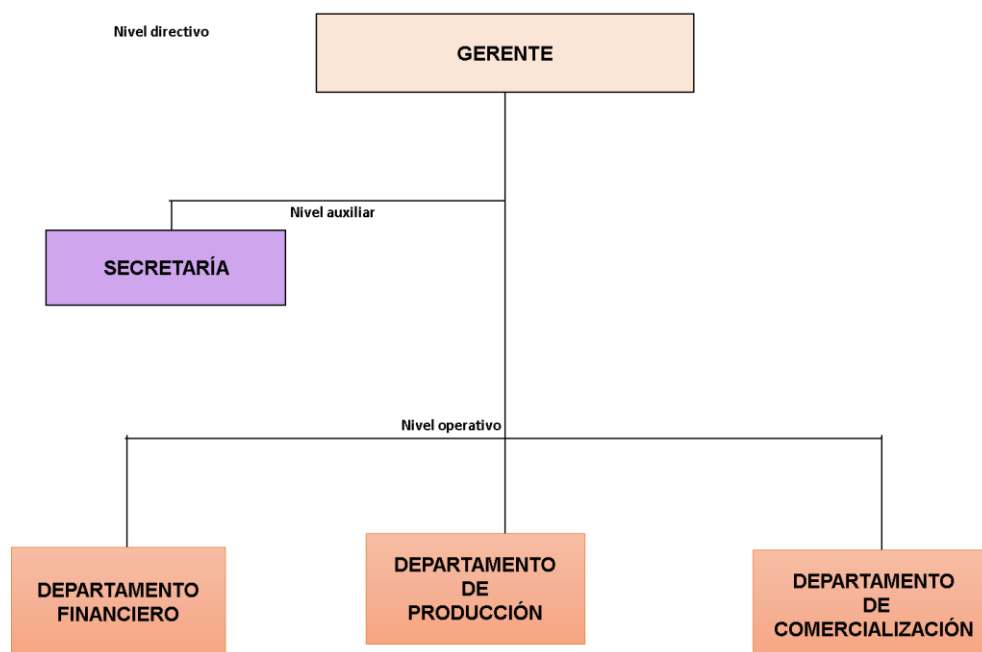 Nivel directivo
GERENTE
Nivel auxiliar
SECRETARÍA
Nivel operativo
DEPARTAMENTO
FINANCIERO
DEPARTAMENTO
DE
PRODUCCIÓN
DEPARTAMENTO
DE
COMERCIALIZACIÓN